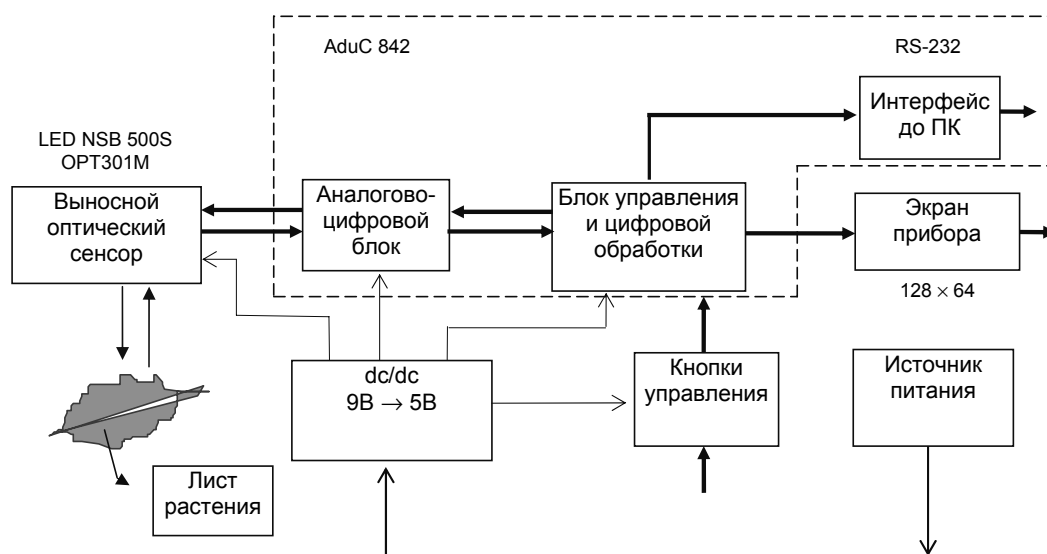 AduC 842
RS-232
Интерфейс
до ПК
LED NSB 500S
OPT301M
Выносной
оптический
сенсор
Аналогово-
цифровой
блок
Блок управления
и цифровой
обработки
Экран
прибора
128 × 64
dc/dc
9В → 5В
Кнопки
управления
Источник
питания
Лист
растения